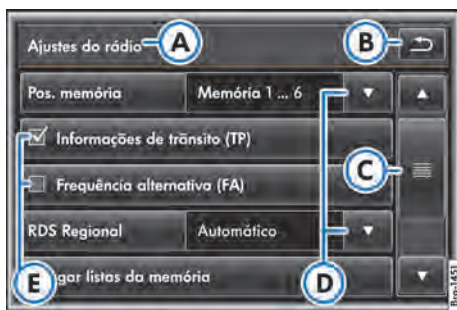 Ajustes do rádio A B
Pos. memória Memória 1 ... 6
Informações de trânsito (TP)
Frequência alternativa (FA) C
RDS Regional Automático
E gar listas da memória D
Brq-1451